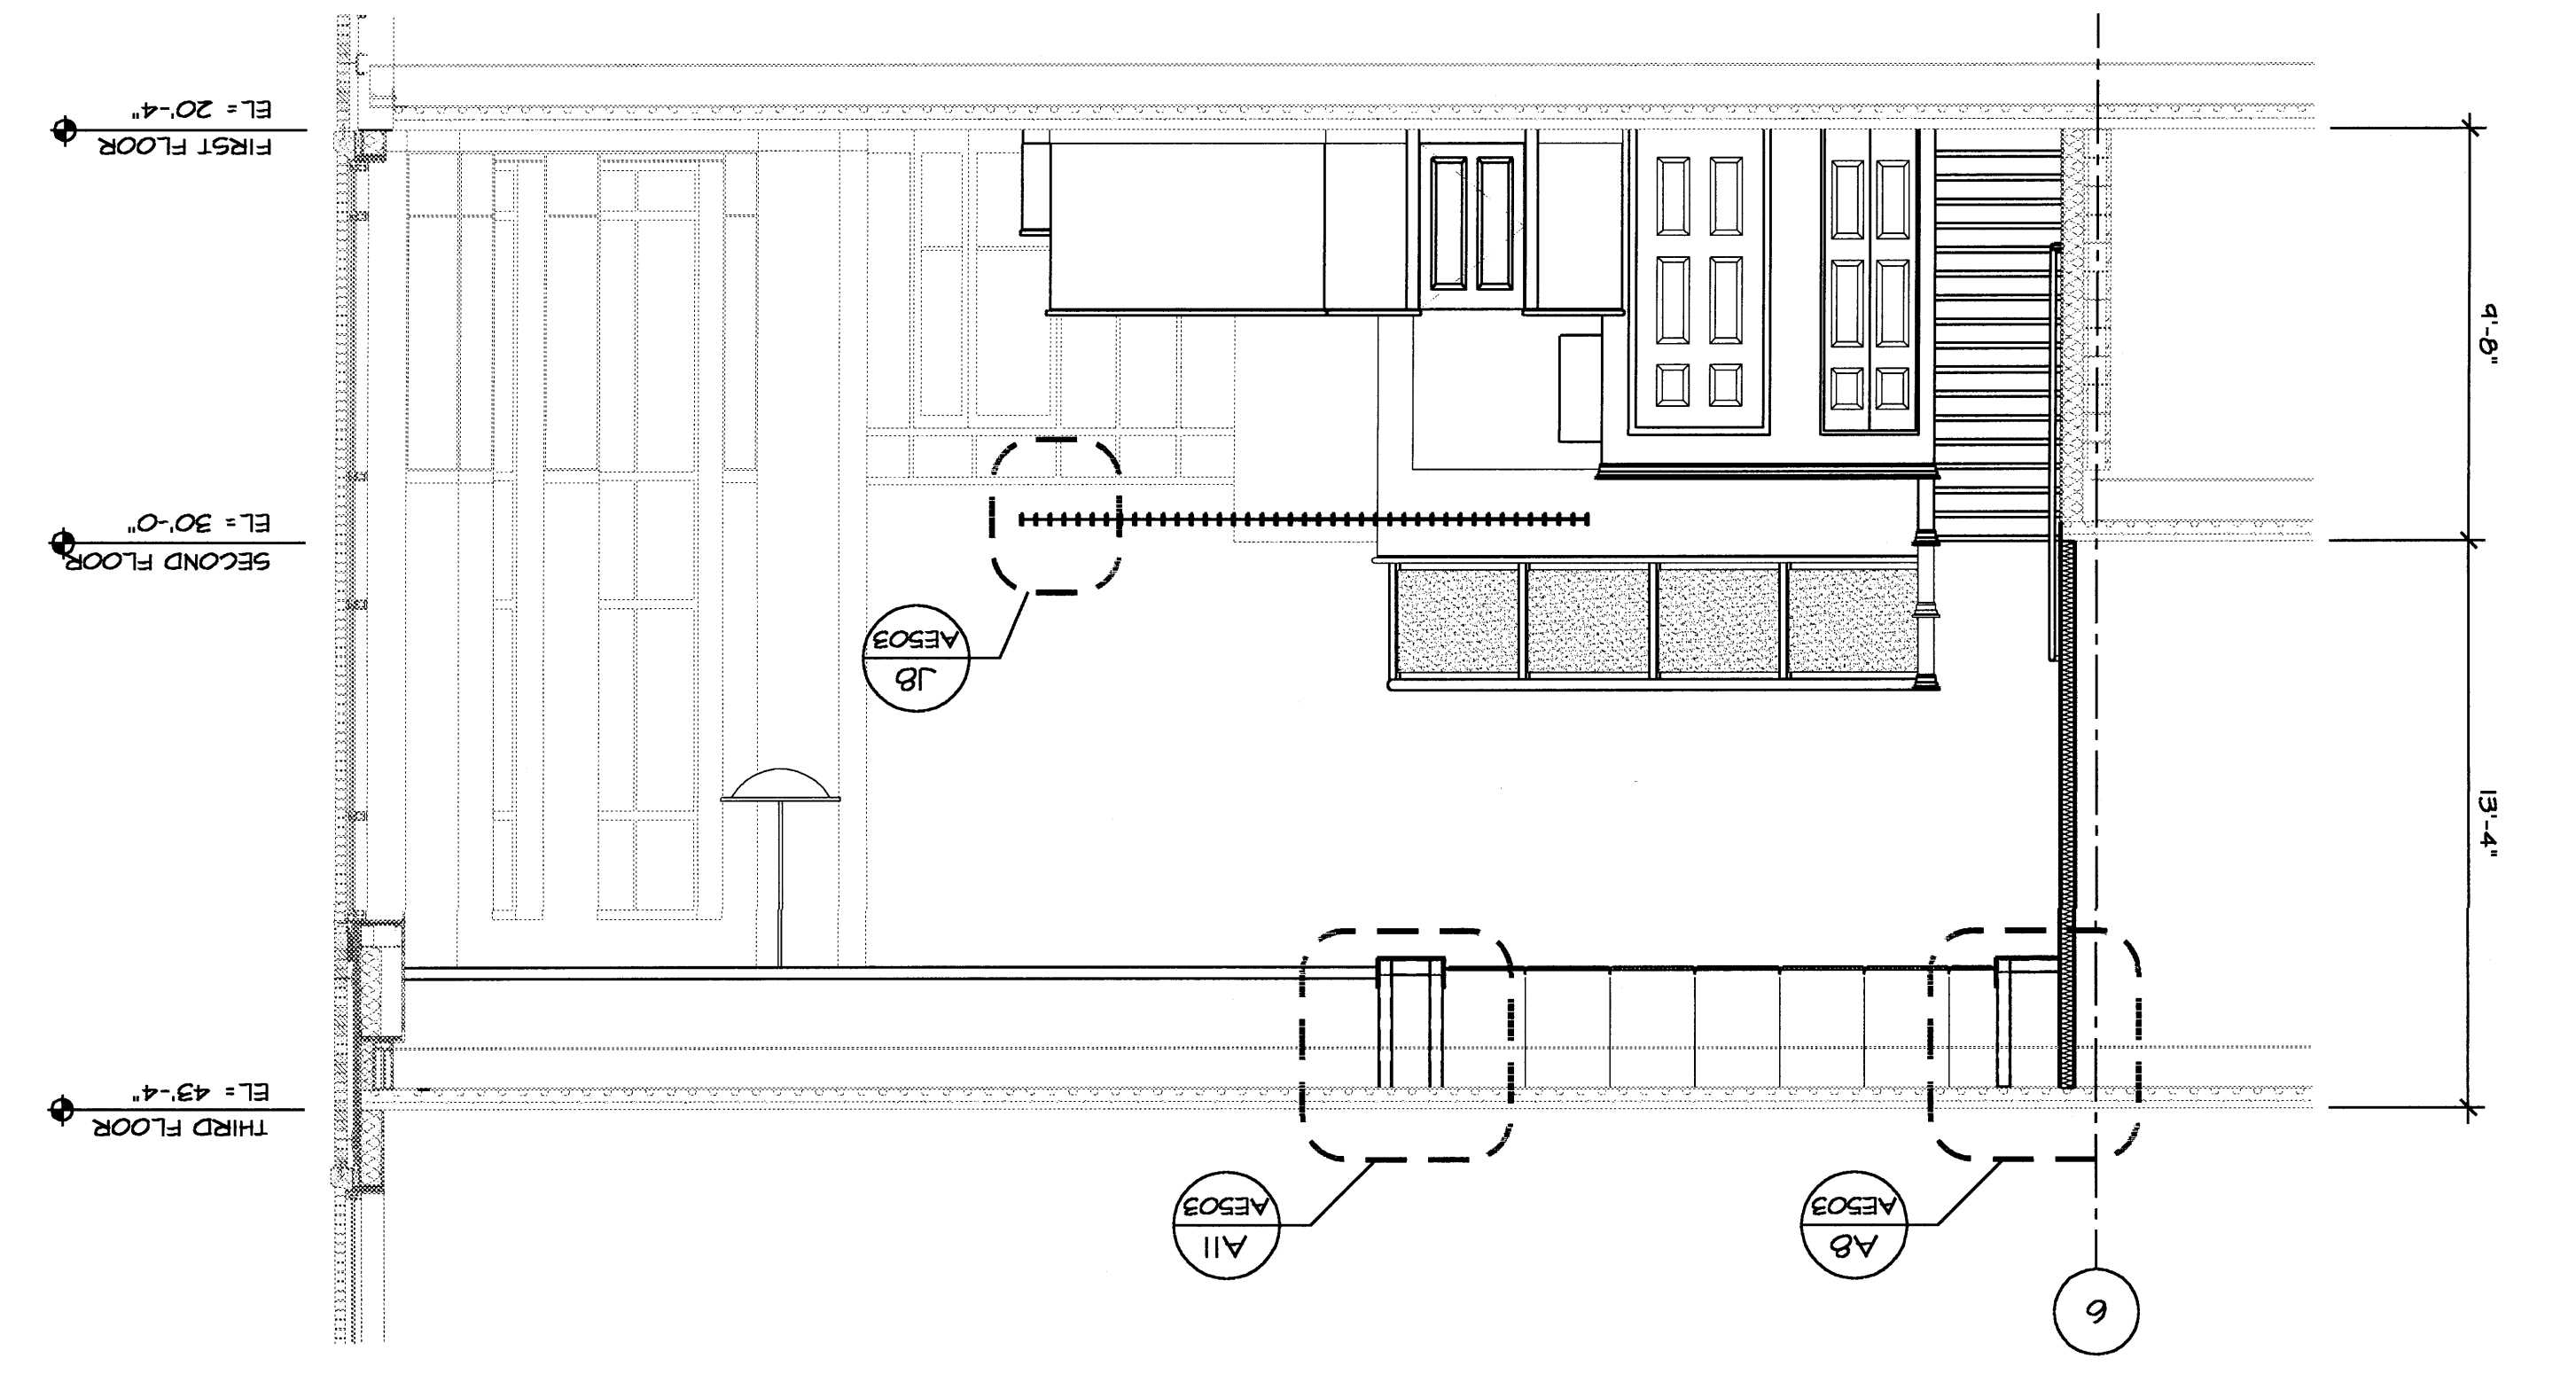 6
A8
AE503
A11
AE503
THIRD FLOOR
EL = 43'-4"
13'-4"
J8
AE503
SECOND FLOOR
EL = 30'-0"
9'-8"
FIRST FLOOR
EL = 20'-4"